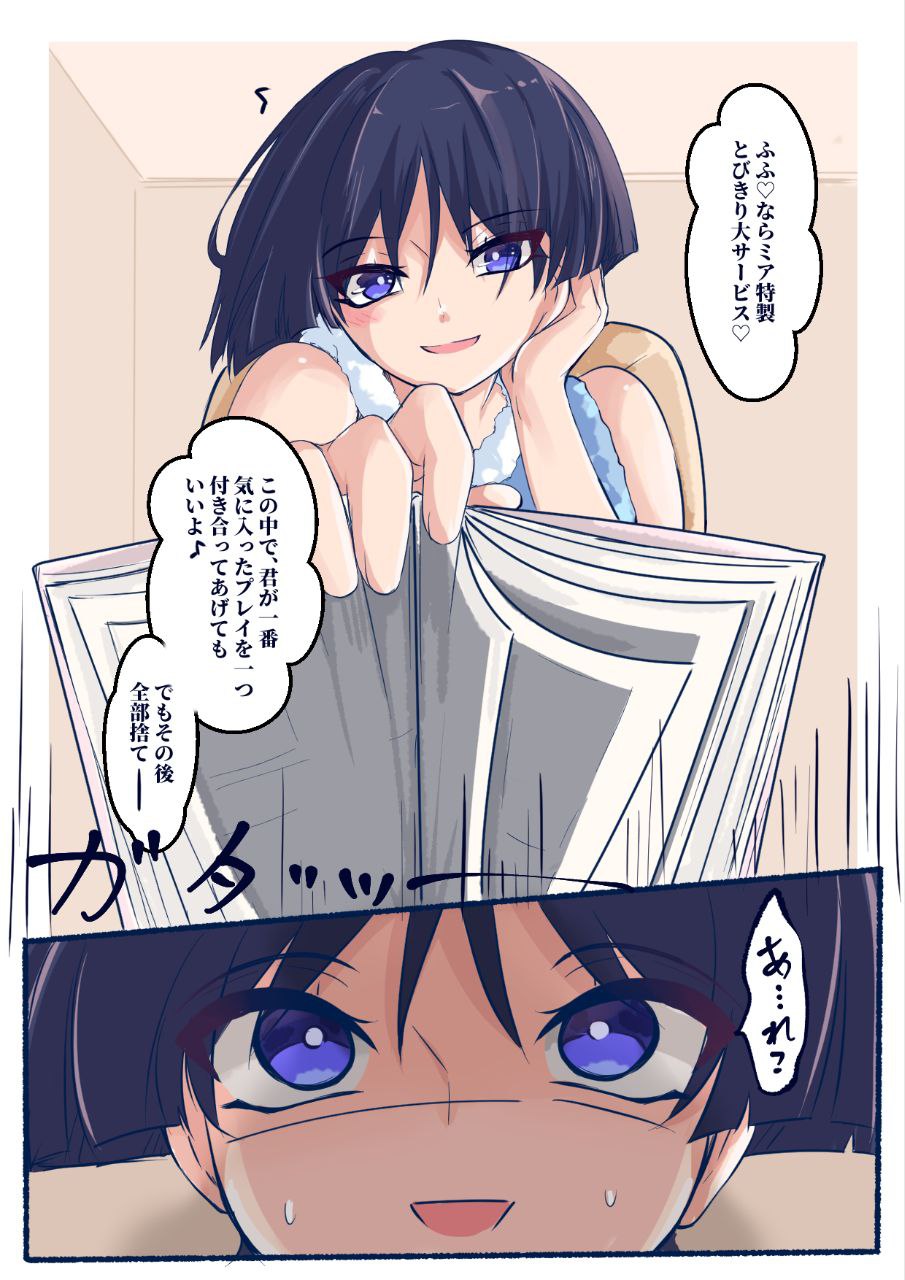 ふふ♡ならミア特製
とびきり大サービス♡
この中で、君が一番
気に入ったプレイを一つ
付き合ってあげても
いいよ♪
でもその後
全部捨て──
ガタッッー
あ…れ?